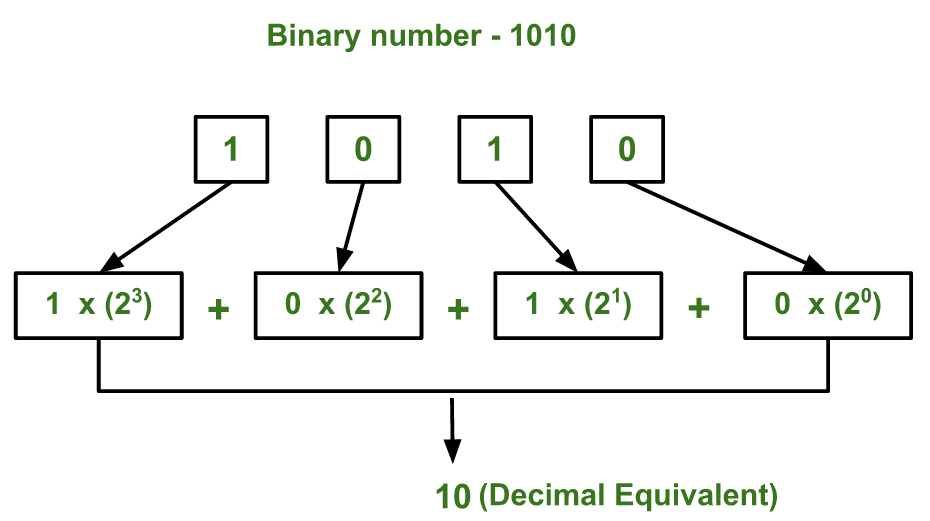 Binary number - 1010
1 0 1 0
1 x (2³) + 0 x (2²) + 1 x (2¹) + 0 x (2⁰)
10 (Decimal Equivalent)